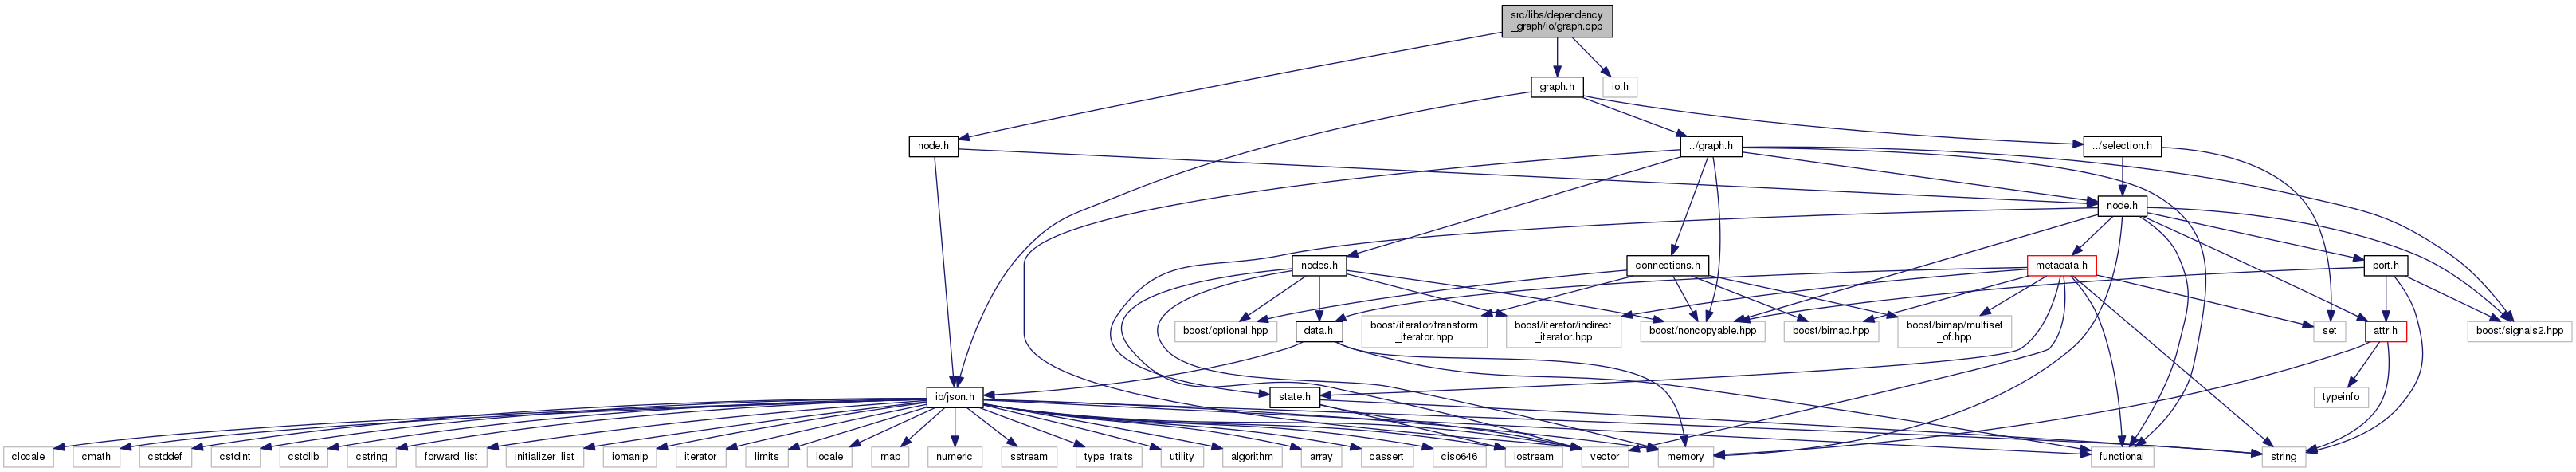 src/libs/dependency
_graph/io/graph.cpp
graph.h
io.h
node.h
../graph.h
../selection.h
node.h
nodes.h
connections.h
metadata.h
port.h
boost/optional.hpp
data.h
boost/iterator/transform
_iterator.hpp
boost/iterator/indirect
_iterator.hpp
boost/noncopyable.hpp
boost/bimap.hpp
boost/bimap/multiset
_of.hpp
set
attr.h
boost/signals2.hpp
io/json.h
state.h
typeinfo
clocale
cmath
cstddef
cstdint
cstdlib
cstring
forward_list
initializer_list
iomanip
iterator
limits
locale
map
numeric
sstream
type_traits
utility
algorithm
array
cassert
ciso646
iostream
vector
memory
functional
string